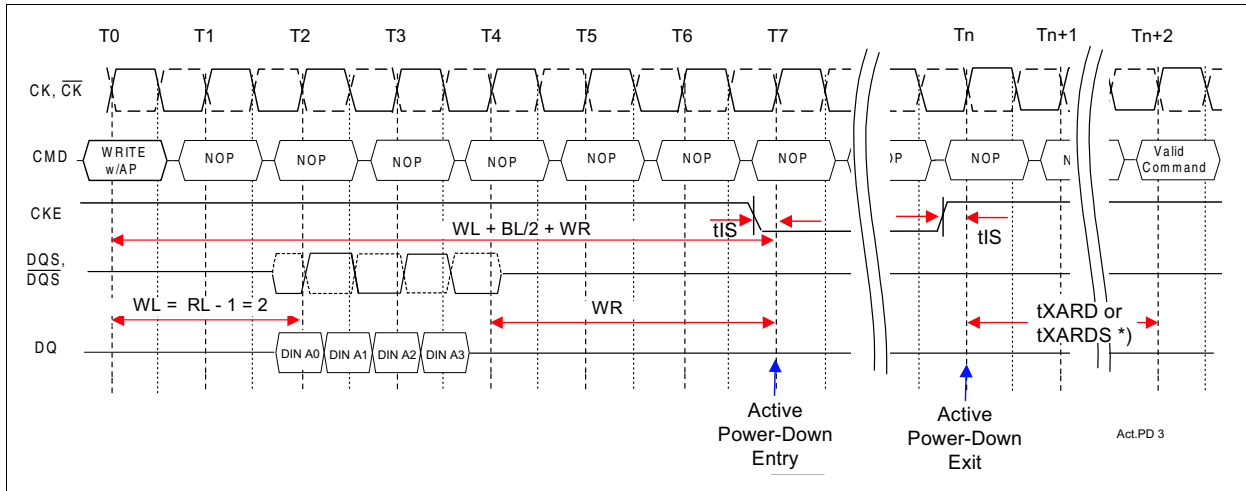 T0 T1 T2 T3 T4 T5 T6 T7 Tn Tn+1 Tn+2
CK, CK
CMD
WRITE
w/AP
NOP NOP NOP NOP NOP NOP NOP OP NOP N
Valid
Command
CKE
tIS
tIS
WL + BL/2 + WR
DQS,
DQS
WL = RL - 1 = 2
WR
tXARD or
tXARDS *)
DQ
DIN A0 DIN A1 DIN A2 DIN A3
Active
Power-Down
Entry
Active
Power-Down
Exit
Act.PD 3